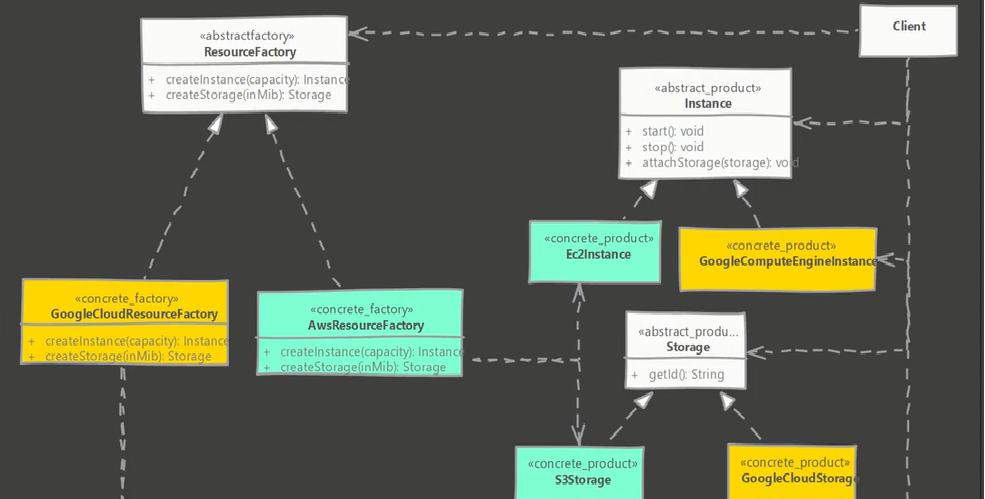 «abstractfactory»
ResourceFactory
+ createInstance(capacity): Instance
+ createStorage(inMib): Storage
Client
«abstract_product»
Instance
+ start(): void
+ stop(): void
+ attachStorage(storage): void
«concrete_product»
Ec2Instance
«concrete_product»
GoogleComputeEngineInstance
«concrete_factory»
GoogleCloudResourceFactory
+ createInstance(capacity): Instance
+ createStorage(inMib): Storage
«concrete_factory»
AwsResourceFactory
+ createInstance(capacity): Instance
+ createStorage(inMib): Storage
«abstract_produ...
Storage
+ getId(): String
«concrete_product»
S3Storage
«concrete_product»
GoogleCloudStorage